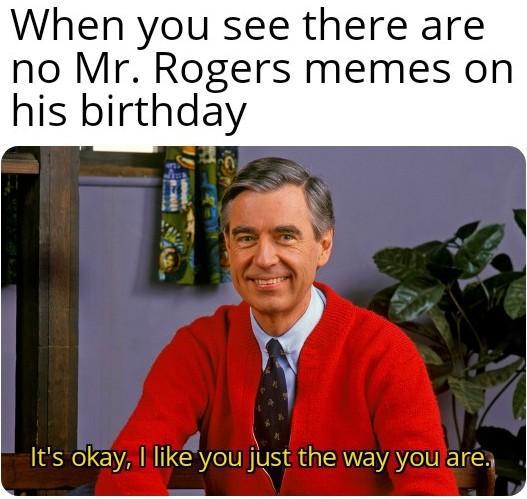 When you see there are
no Mr. Rogers memes on
his birthday
It's okay, I like you just the way you are.